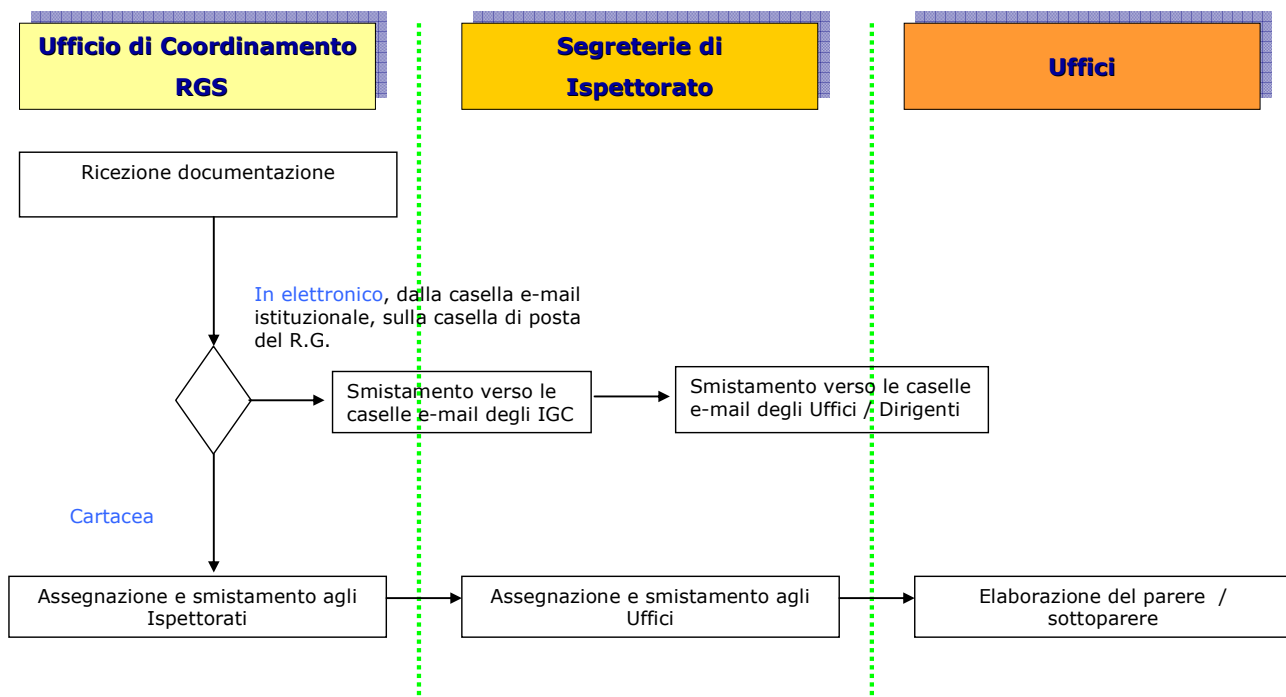 Ufficio di Coordinamento
RGS
Segreterie di
Ispettorato
Uffici
Ricezione documentazione
In elettronico, dalla casella e-mail
istituzionale, sulla casella di posta
del R.G.
Smistamento verso le
caselle e-mail degli IGC
Smistamento verso le caselle
e-mail degli Uffici / Dirigenti
Cartacea
Assegnazione e smistamento agli
Ispettorati
Assegnazione e smistamento agli
Uffici
Elaborazione del parere /
sottoparere